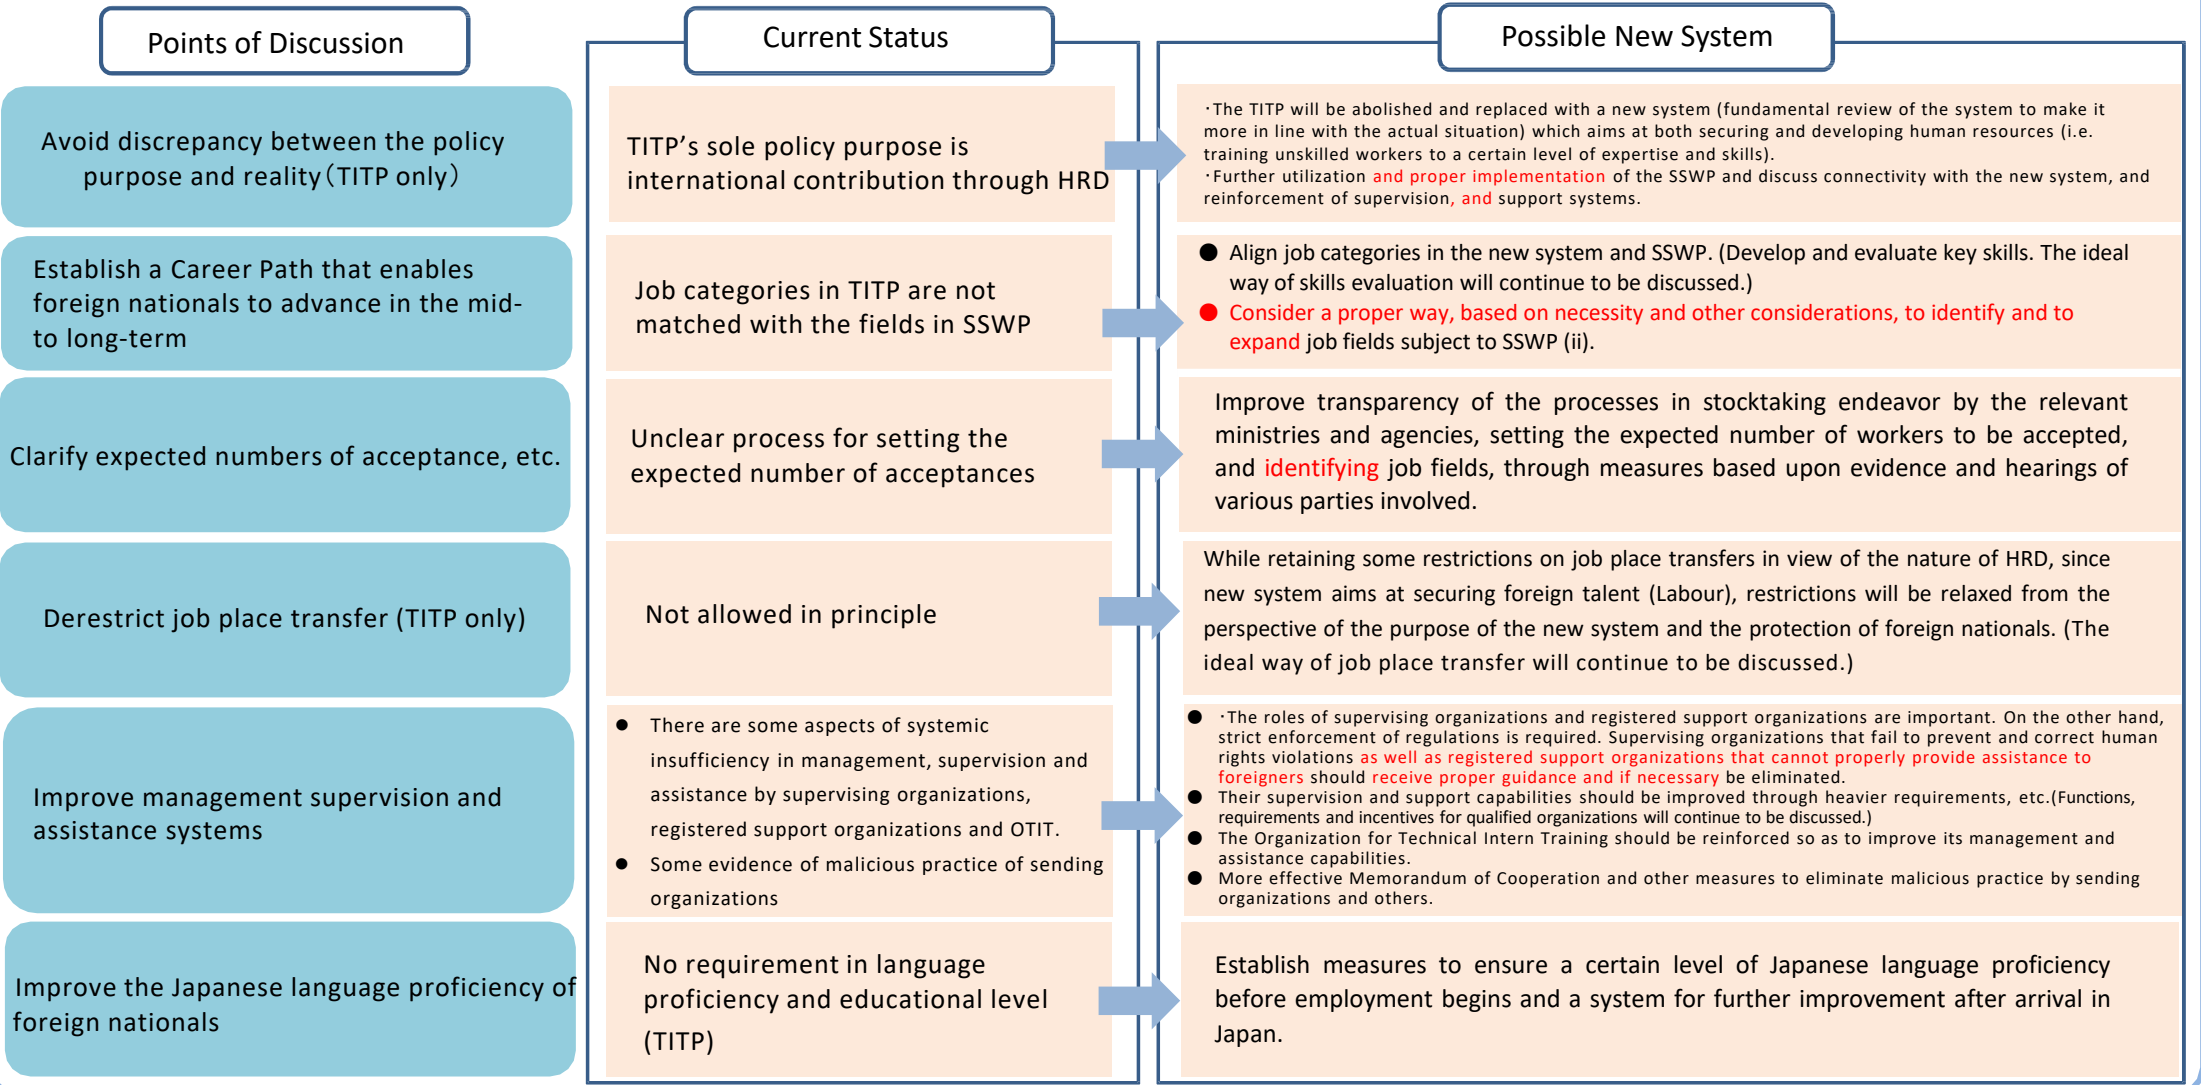 Points of Discussion
Current Status
Possible New System
Avoid discrepancy between the policy
purpose and reality（TITP only）
TITP’s sole policy purpose is
international contribution through HRD
･The TITP will be abolished and replaced with a new system (fundamental review of the system to make it
more in line with the actual situation) which aims at both securing and developing human resources (i.e.
training unskilled workers to a certain level of expertise and skills).
･Further utilization and proper implementation of the SSWP and discuss connectivity with the new system, and
reinforcement of supervision, and support systems.
Establish a Career Path that enables
foreign nationals to advance in the mid-
to long-term
Job categories in TITP are not
matched with the fields in SSWP
● Align job categories in the new system and SSWP. (Develop and evaluate key skills. The ideal
way of skills evaluation will continue to be discussed.)
● Consider a proper way, based on necessity and other considerations, to identify and to
expand job fields subject to SSWP (ii).
Clarify expected numbers of acceptance, etc.
Unclear process for setting the
expected number of acceptances
Improve transparency of the processes in stocktaking endeavor by the relevant
ministries and agencies, setting the expected number of workers to be accepted,
and identifying job fields, through measures based upon evidence and hearings of
various parties involved.
Derestrict job place transfer (TITP only)
Not allowed in principle
While retaining some restrictions on job place transfers in view of the nature of HRD, since
new system aims at securing foreign talent (Labour), restrictions will be relaxed from the
perspective of the purpose of the new system and the protection of foreign nationals. (The
ideal way of job place transfer will continue to be discussed.)
Improve management supervision and
assistance systems
● There are some aspects of systemic
insufficiency in management, supervision and
assistance by supervising organizations,
registered support organizations and OTIT.
● Some evidence of malicious practice of sending
organizations
● ･The roles of supervising organizations and registered support organizations are important. On the other hand,
strict enforcement of regulations is required. Supervising organizations that fail to prevent and correct human
rights violations as well as registered support organizations that cannot properly provide assistance to
foreigners should receive proper guidance and if necessary be eliminated.
● Their supervision and support capabilities should be improved through heavier requirements, etc.(Functions,
requirements and incentives for qualified organizations will continue to be discussed.)
● The Organization for Technical Intern Training should be reinforced so as to improve its management and
assistance capabilities.
● More effective Memorandum of Cooperation and other measures to eliminate malicious practice by sending
organizations and others.
Improve the Japanese language proficiency of
foreign nationals
No requirement in language
proficiency and educational level
(TITP)
Establish measures to ensure a certain level of Japanese language proficiency
before employment begins and a system for further improvement after arrival in
Japan.